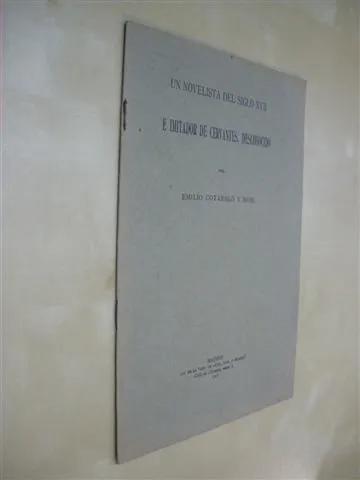 UN NOVELISTA DEL SIGLO XVII
E IMITADOR DE CERVANTES, DESCONOCIDO
POR
EMILIO COTARELO Y MORI
MADRID